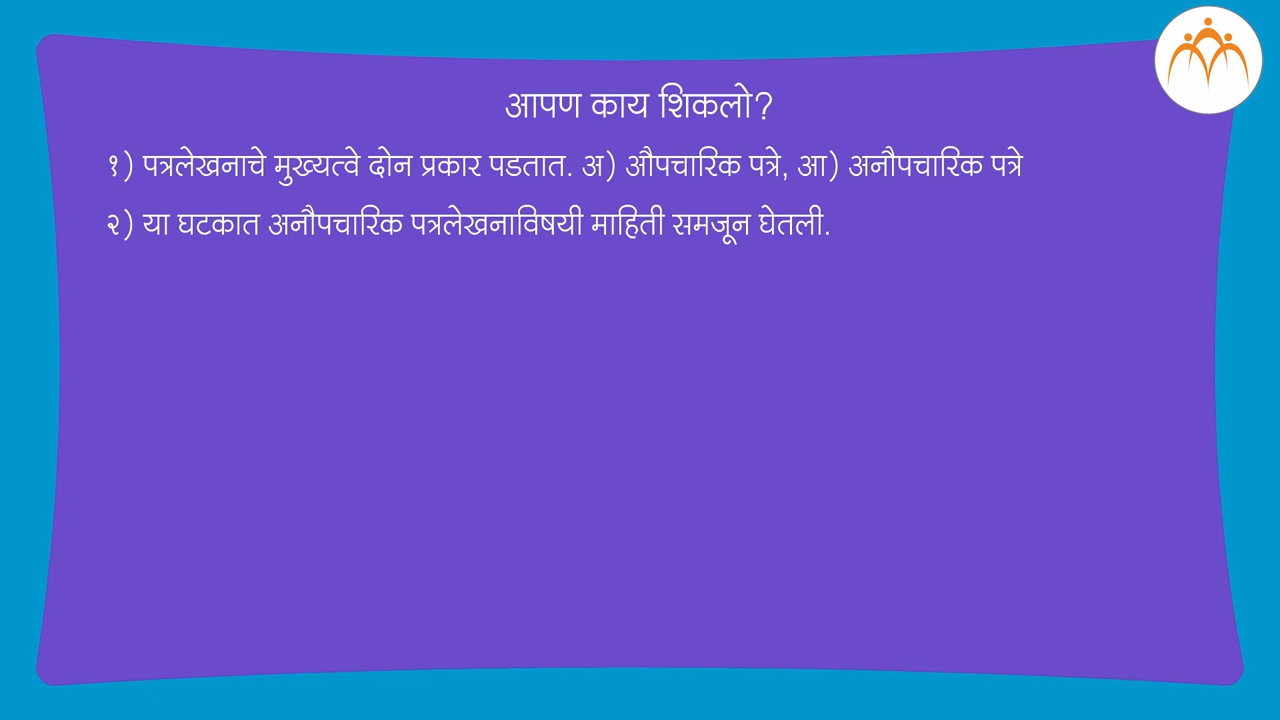 आपण काय शिकलो?
१) पत्रलेखनाचे मुख्यत्वे दोन प्रकार पडतात. अ) औपचारिक पत्रे, आ) अनौपचारिक पत्रे
२) या घटकात अनौपचारिक पत्रलेखनाविषयी माहिती समजून घेतली.